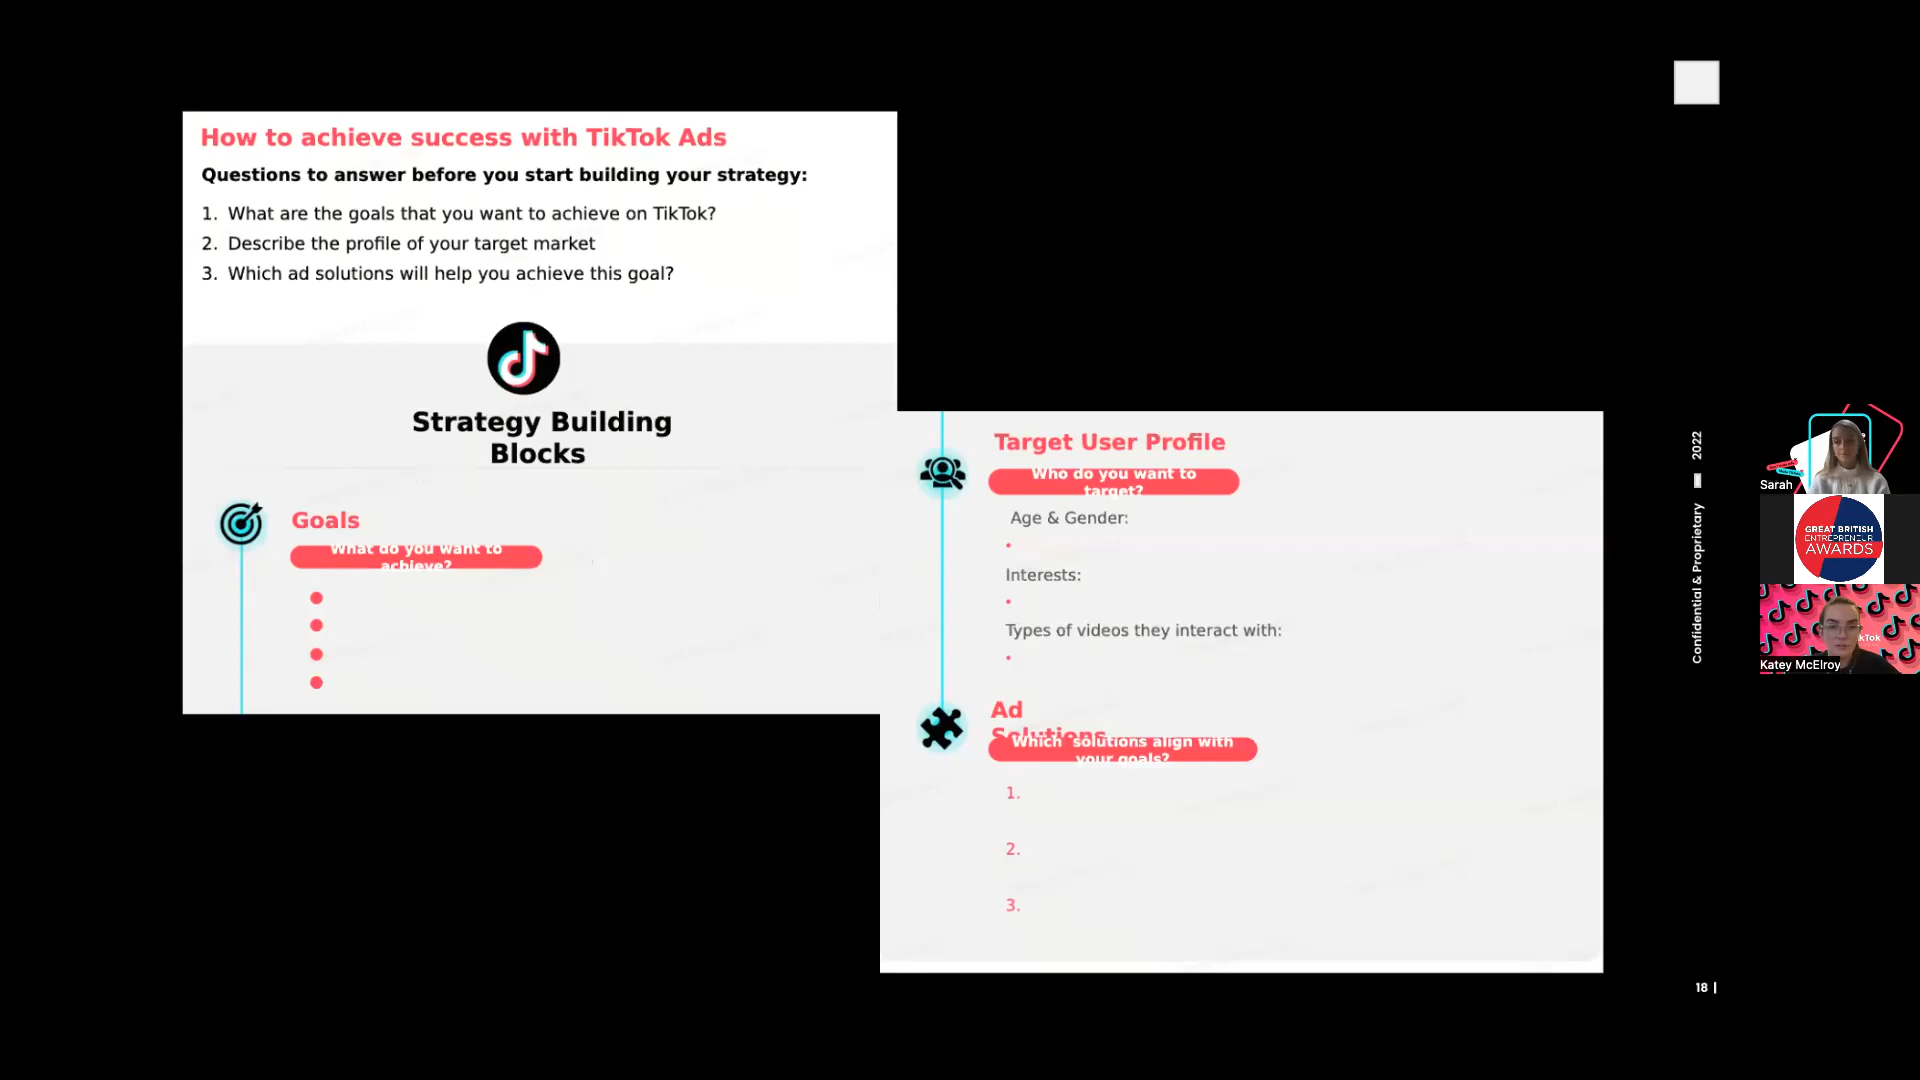 How to achieve success with TikTok Ads
Questions to answer before you start building your strategy:
1. What are the goals that you want to achieve on TikTok?
2. Describe the profile of your target market
3. Which ad solutions will help you achieve this goal?
Strategy Building
Blocks
Goals
What do you want to
achieve?
Target User Profile
Who do you want to
target?
Age & Gender:
Interests:
Types of videos they interact with:
Ad
Solutions
Which solutions align with
your goals?
1.
2.
3.
Confidential & Proprietary
2022
18 |
Sarah
GREAT BRITISH
ENTREPRENEUR
AWARDS
kTok
Katey McElroy